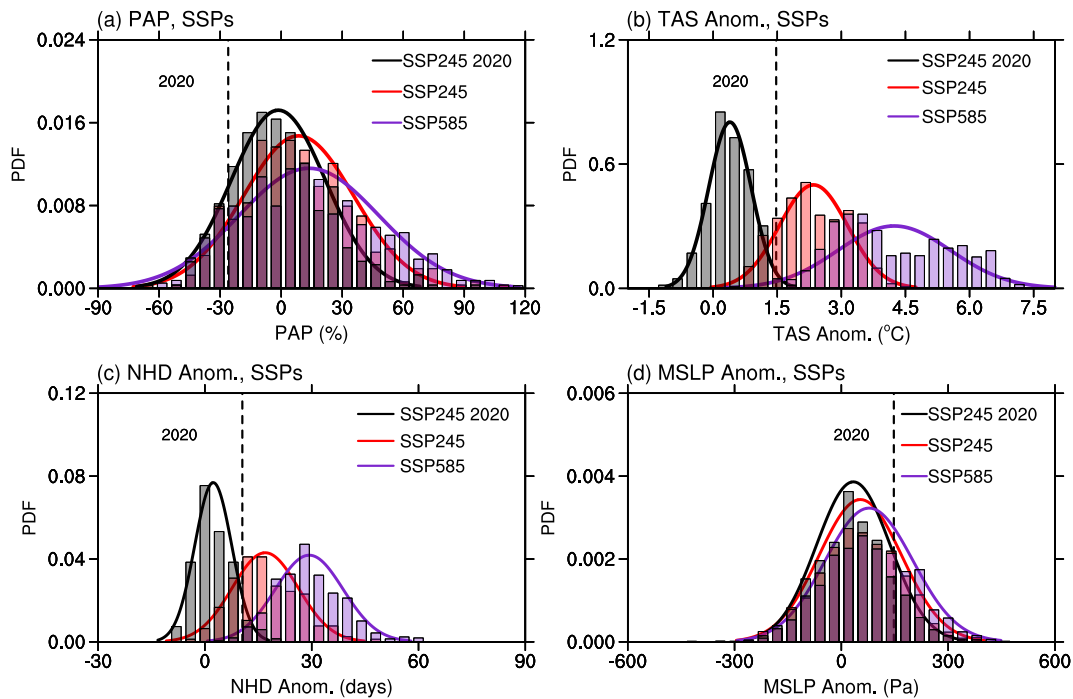 (a) PAP, SSPs
0.024
0.016
0.008
0.000
PDF
2020
SSP245 2020
SSP245
SSP585
-90 -60 -30 0 30 60 90 119
PAP (%)
(b) TAS Anom., SSPs
1.2
0.6
0.3
0.0
PDF
2020
SSP245 2020
SSP245
SSP585
-1.5 0.0 1.5 3.0 4.5 6.0 7.5
TAS Anom. (°C)
(c) NHD Anom., SSPs
0.12
0.08
0.04
0.00
PDF
2020
SSP245 2020
SSP245
SSP585
-30 0 30 60 90
NHD Anom. (days)
(d) MSLP Anom., SSPs
0.006
0.004
0.002
0.000
PDF
2020
SSP245 2020
SSP245
SSP585
-600 -300 0 300 600
MSLP Anom. (Pa)